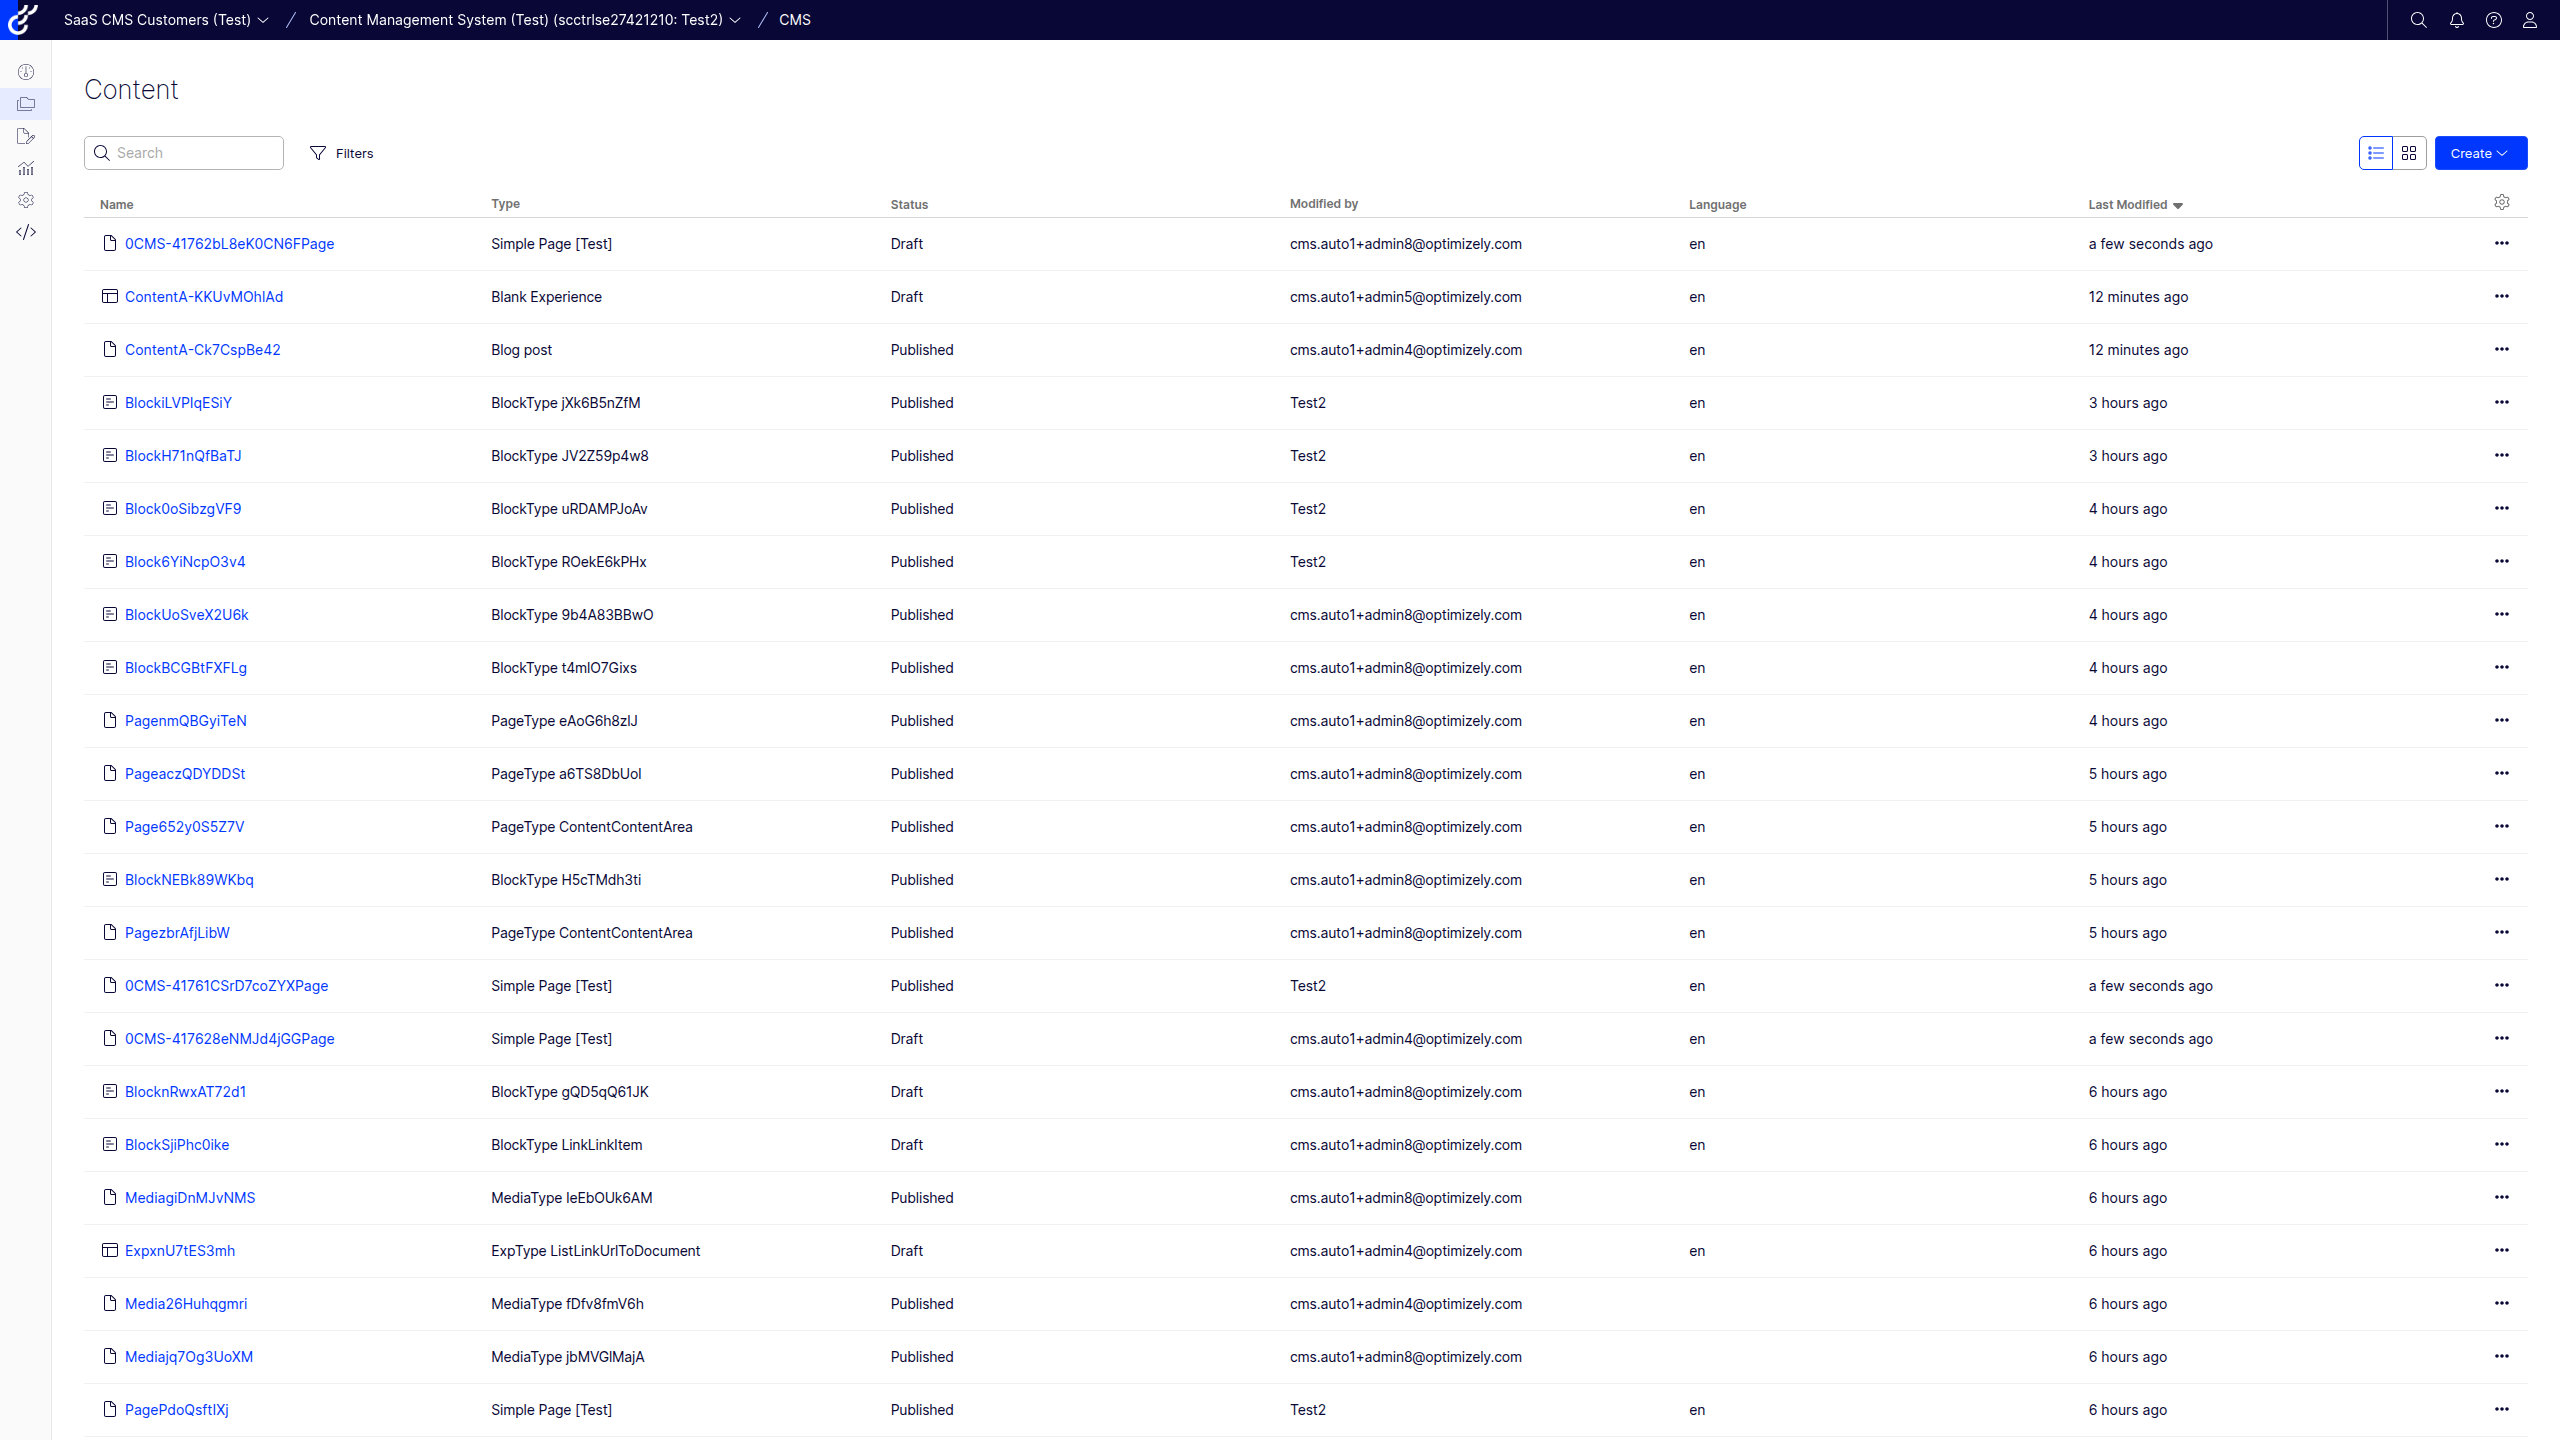 SaaS CMS Customers (Test) / Content Management System (Test) (scctrlse27421210: Test2) / CMS
Content
Search Filters Create
Name Type Status Modified by Language Last Modified
0CMS-41762bL8eK0CN6FPage Simple Page [Test] Draft cms.auto1+admin8@optimizely.com en a few seconds ago
ContentA-KKUvMOhIAd Blank Experience Draft cms.auto1+admin5@optimizely.com en 12 minutes ago
ContentA-Ck7CspBe42 Blog post Published cms.auto1+admin4@optimizely.com en 12 minutes ago
BlockiLVPlqESiY BlockType jXk6B5nZfM Published Test2 en 3 hours ago
BlockH71nQfBaTJ BlockType JV2Z59p4w8 Published Test2 en 3 hours ago
Block0oSibzgVF9 BlockType uRDAMPJoAv Published Test2 en 4 hours ago
Block6YiNcpO3v4 BlockType ROekE6kPHx Published Test2 en 4 hours ago
BlockUoSveX2U6k BlockType 9b4A83BBwO Published cms.auto1+admin8@optimizely.com en 4 hours ago
BlockBCGBtFXFLg BlockType t4mlO7Gixs Published cms.auto1+admin8@optimizely.com en 4 hours ago
PagenmQBGyiTeN PageType eAoG6h8zlJ Published cms.auto1+admin8@optimizely.com en 4 hours ago
PageaczQDYDDSt PageType a6TS8DbUol Published cms.auto1+admin8@optimizely.com en 5 hours ago
Page652y0S5Z7V PageType ContentContentArea Published cms.auto1+admin8@optimizely.com en 5 hours ago
BlockNEBk89WKbq BlockType H5cTMdh3ti Published cms.auto1+admin8@optimizely.com en 5 hours ago
PagezbrAfjLibW PageType ContentContentArea Published cms.auto1+admin8@optimizely.com en 5 hours ago
0CMS-41761CSrD7coZYXPage Simple Page [Test] Published Test2 en a few seconds ago
0CMS-417628eNMJd4jGGPage Simple Page [Test] Draft cms.auto1+admin4@optimizely.com en a few seconds ago
BlocknRwxAT72d1 BlockType gQD5qQ61JK Draft cms.auto1+admin8@optimizely.com en 6 hours ago
BlockSjiPhc0ike BlockType LinkLinkItem Draft cms.auto1+admin8@optimizely.com en 6 hours ago
MediagiDnMJvNMS MediaType IeEbOUk6AM Published cms.auto1+admin8@optimizely.com 6 hours ago
ExpxnU7tES3mh ExpType ListLinkUrlToDocument Draft cms.auto1+admin4@optimizely.com en 6 hours ago
Media26Huhqgmri MediaType fDfv8fmV6h Published cms.auto1+admin4@optimizely.com 6 hours ago
Mediajq7Og3UoXM MediaType jbMVGlMajA Published cms.auto1+admin8@optimizely.com 6 hours ago
PagePdoQsftIXj Simple Page [Test] Published Test2 en 6 hours ago